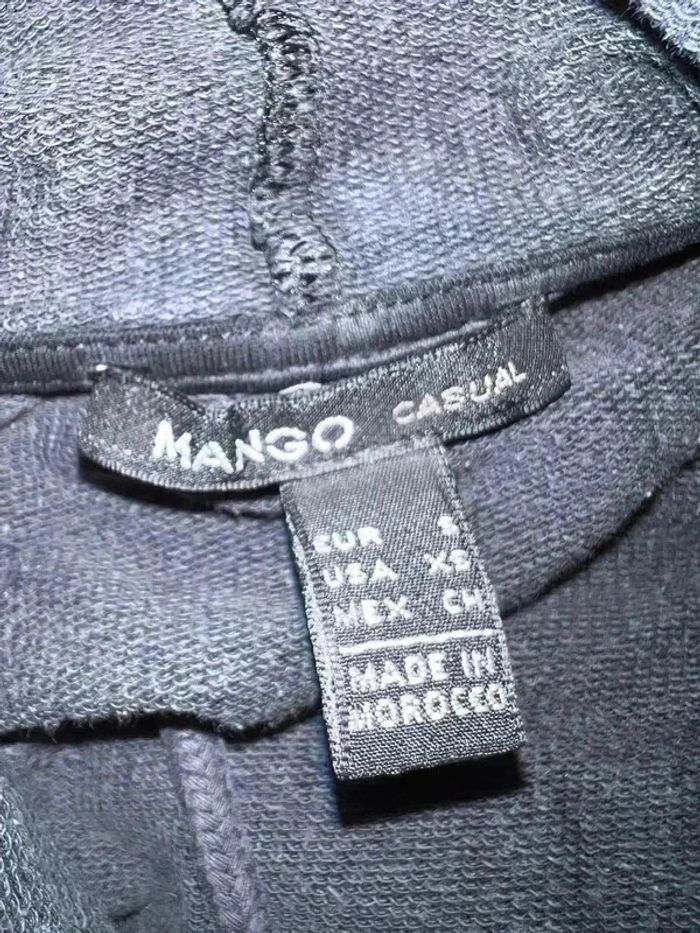 MANGO CASUAL
EUR S
USA XS
MEX CH
MADE IN
MOROCCO